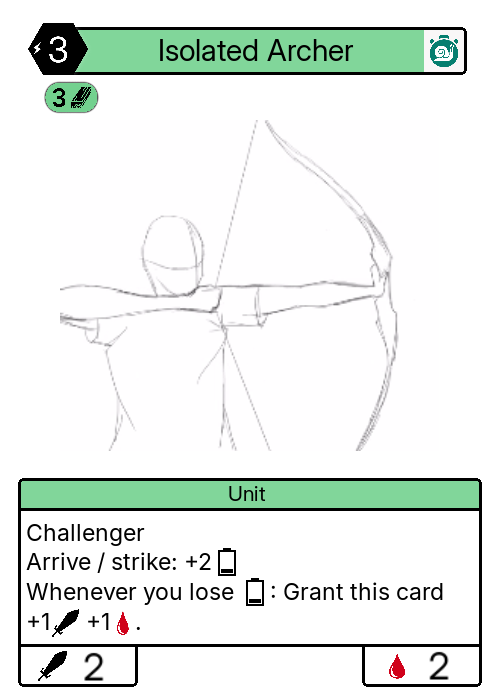 3
Isolated Archer
3
Unit
Challenger
Arrive / strike: +2
Whenever you lose : Grant this card
+1 +1 .
2
2